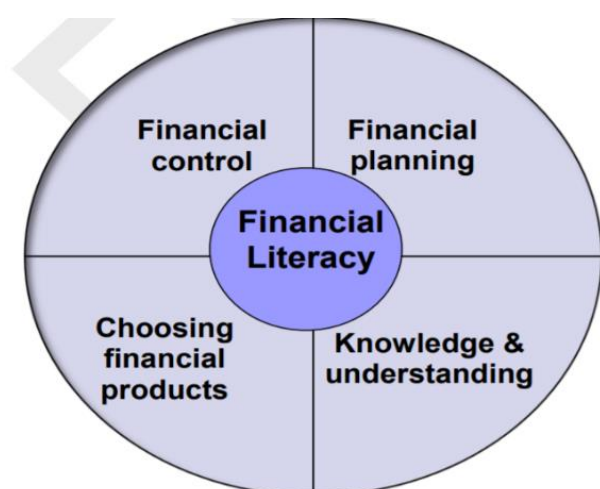 Financial
control
Financial
planning
Financial
Literacy
Choosing
financial
products
Knowledge &
understanding